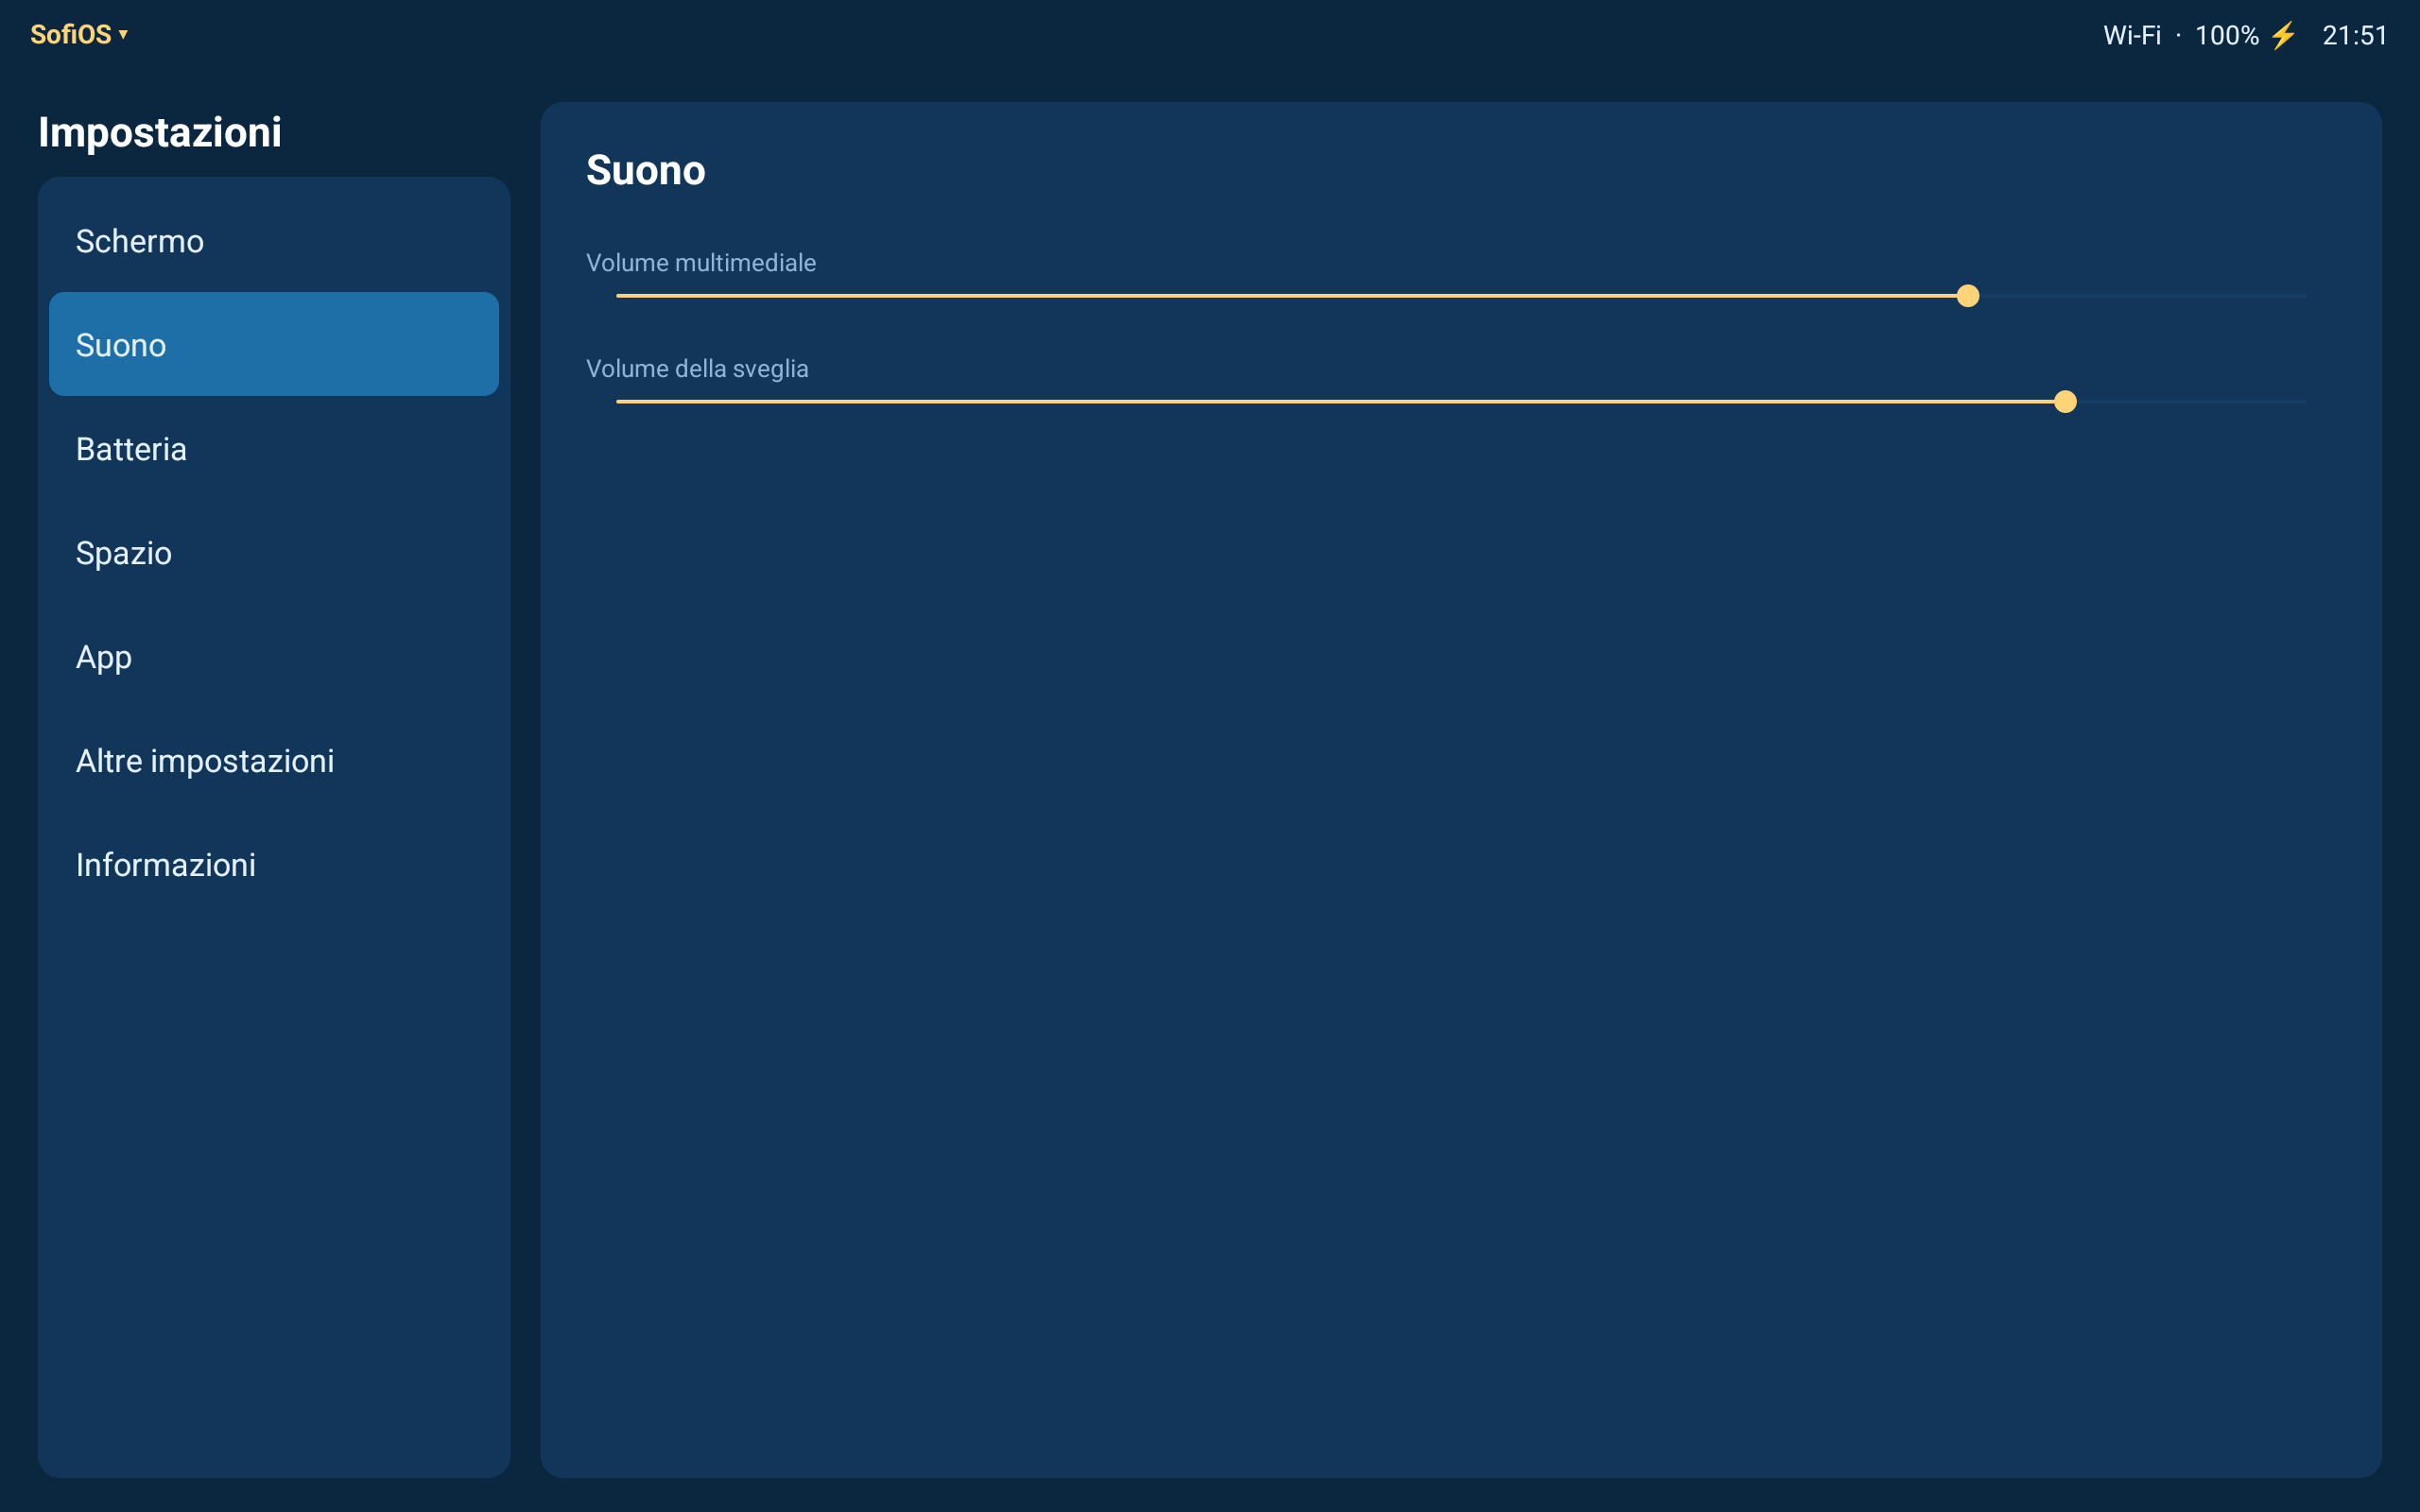 SofiOS ▾
Wi-Fi · 100% ⚡ 21:51
Impostazioni
Schermo
Suono
Batteria
Spazio
App
Altre impostazioni
Informazioni
Suono
Volume multimediale
Volume della sveglia